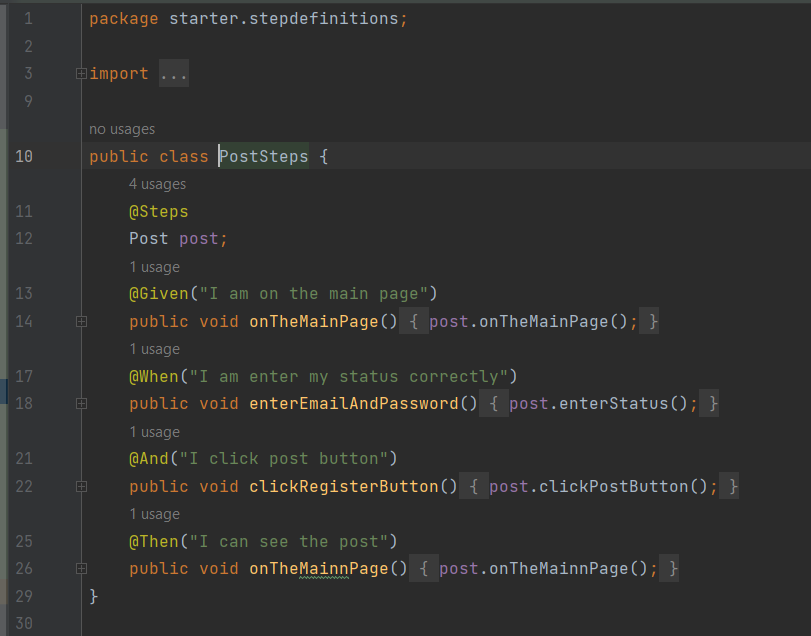 1 package starter.stepdefinitions;
2
3 import ...
9
no usages
10 public class PostSteps {
4 usages
11 @Steps
12 Post post;
1 usage
13 @Given("I am on the main page")
14 public void onTheMainPage() { post.onTheMainPage(); }
1 usage
17 @When("I am enter my status correctly")
18 public void enterEmailAndPassword() { post.enterStatus(); }
1 usage
21 @And("I click post button")
22 public void clickRegisterButton() { post.clickPostButton(); }
1 usage
25 @Then("I can see the post")
26 public void onTheMainnPage() { post.onTheMainnPage(); }
29 }
30